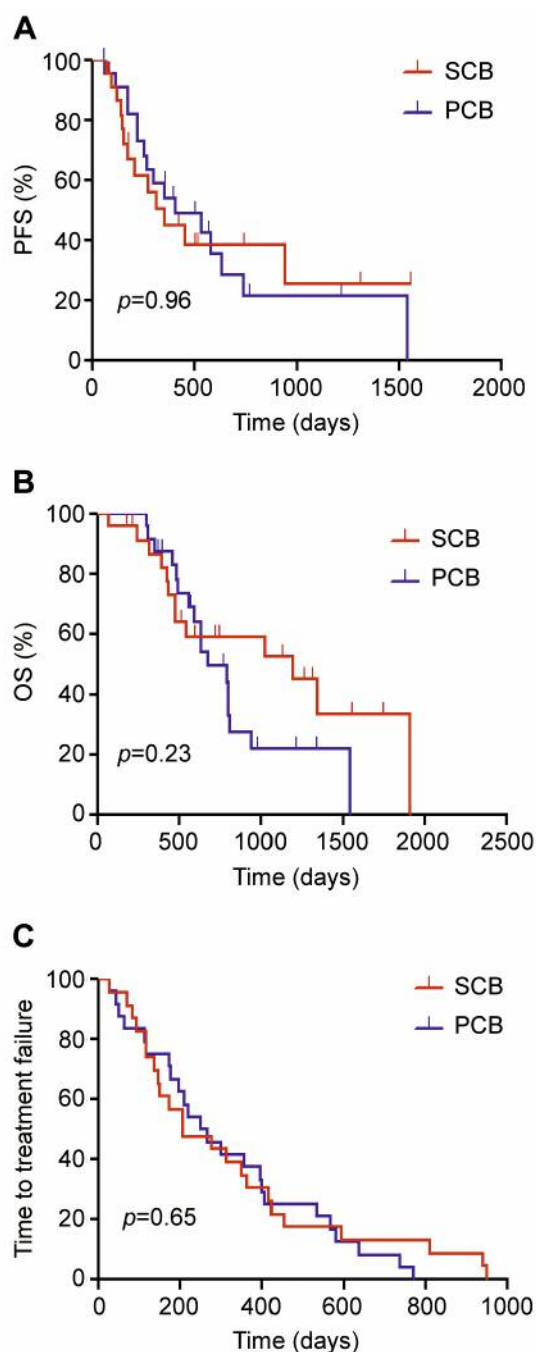 A
100
80
60
40
20
0
PFS (%)
SCB
PCB
p=0.96
0 500 1000 1500 2000
Time (days)
B
100
80
60
40
20
0
OS (%)
SCB
PCB
p=0.23
0 500 1000 1500 2000 2500
Time (days)
C
100
80
60
40
20
0
Time to treatment failure
SCB
PCB
p=0.65
0 200 400 600 800 1000
Time (days)